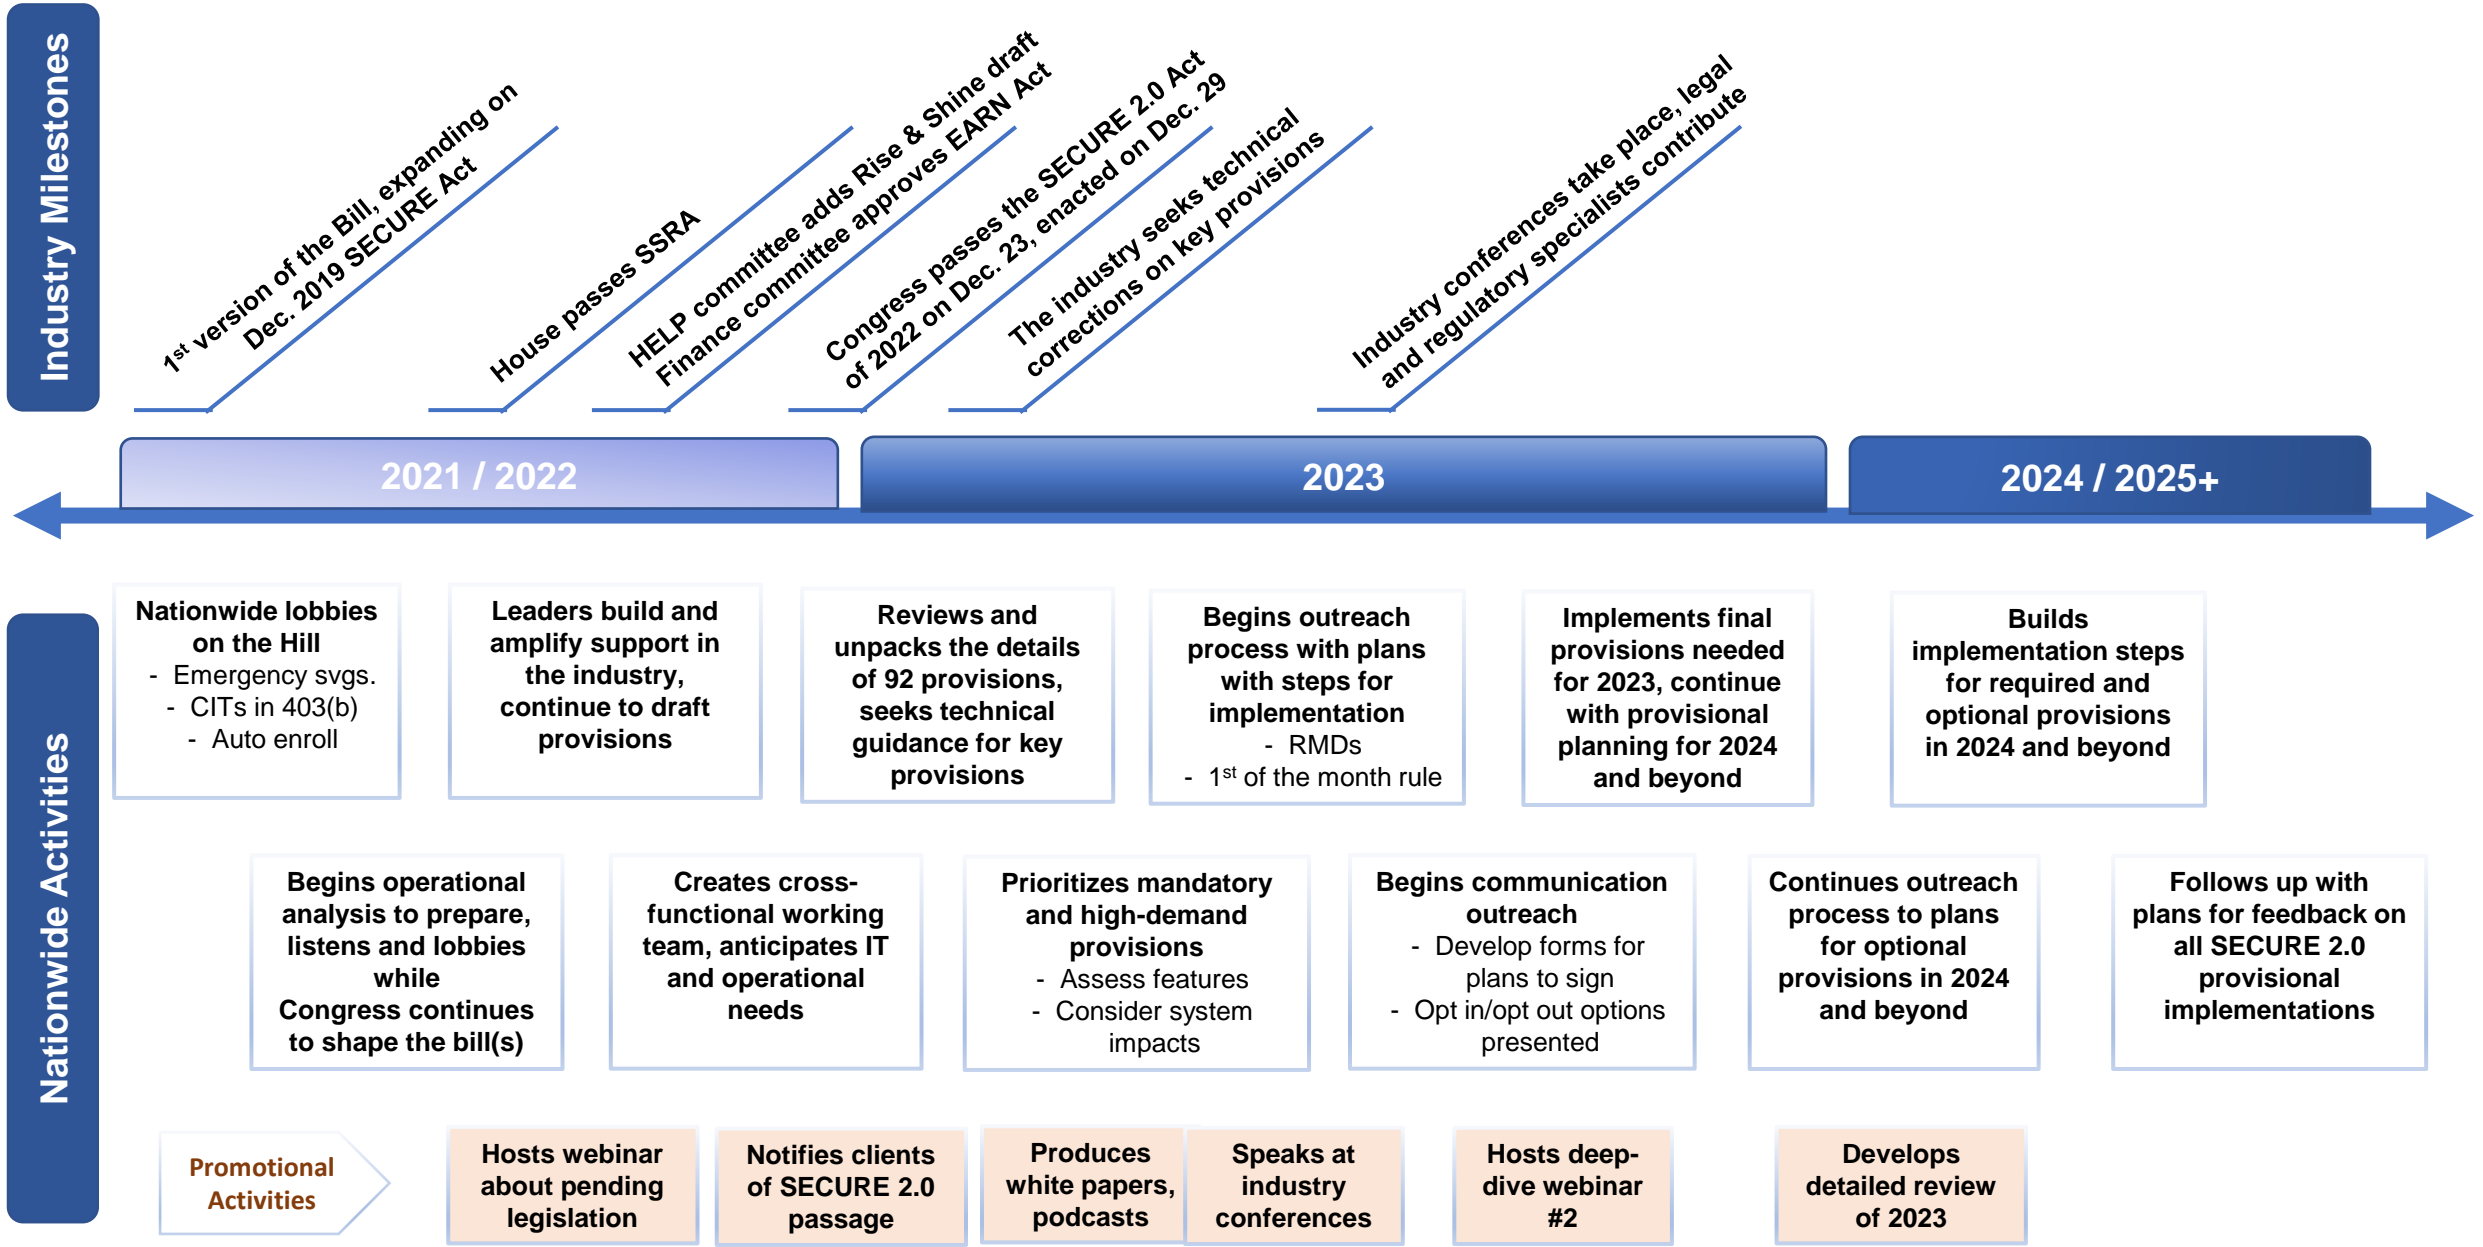 Industry Milestones
1st version of the Bill, expanding on
Dec. 2019 SECURE Act
House passes SSRA
HELP committee adds Rise & Shine draft
Finance committee approves EARN Act
Congress passes the SECURE 2.0 Act
of 2022 on Dec. 23, enacted on Dec. 29
The industry seeks technical
corrections on key provisions
Industry conferences take place, legal
and regulatory specialists contribute
2021 / 2022
2023
2024 / 2025+
Nationwide Activities
Nationwide lobbies
on the Hill
- Emergency svgs.
- CITs in 403(b)
- Auto enroll
Leaders build and
amplify support in
the industry,
continue to draft
provisions
Reviews and
unpacks the details
of 92 provisions,
seeks technical
guidance for key
provisions
Begins outreach
process with plans
with steps for
implementation
- RMDs
- 1st of the month rule
Implements final
provisions needed
for 2023, continue
with provisional
planning for 2024
and beyond
Builds
implementation steps
for required and
optional provisions
in 2024 and beyond
Begins operational
analysis to prepare,
listens and lobbies
while
Congress continues
to shape the bill(s)
Creates cross-
functional working
team, anticipates IT
and operational
needs
Prioritizes mandatory
and high-demand
provisions
- Assess features
- Consider system
impacts
Begins communication
outreach
- Develop forms for
plans to sign
- Opt in/opt out options
presented
Continues outreach
process to plans
for optional
provisions in 2024
and beyond
Follows up with
plans for feedback on
all SECURE 2.0
provisional
implementations
Promotional
Activities
Hosts webinar
about pending
legislation
Notifies clients
of SECURE 2.0
passage
Produces
white papers,
podcasts
Speaks at
industry
conferences
Hosts deep-
dive webinar
#2
Develops
detailed review
of 2023